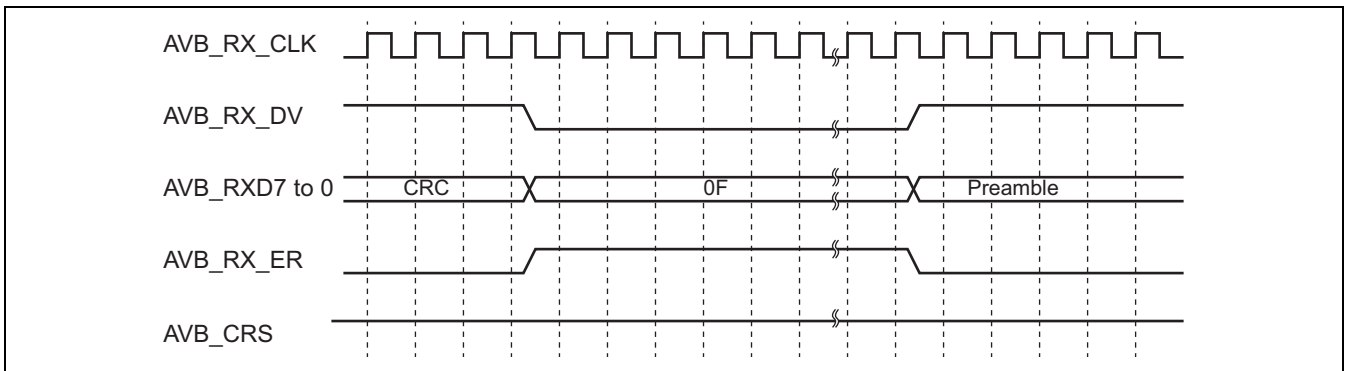 AVB_RX_CLK
AVB_RX_DV
AVB_RXD7 to 0 CRC 0F Preamble
AVB_RX_ER
AVB_CRS